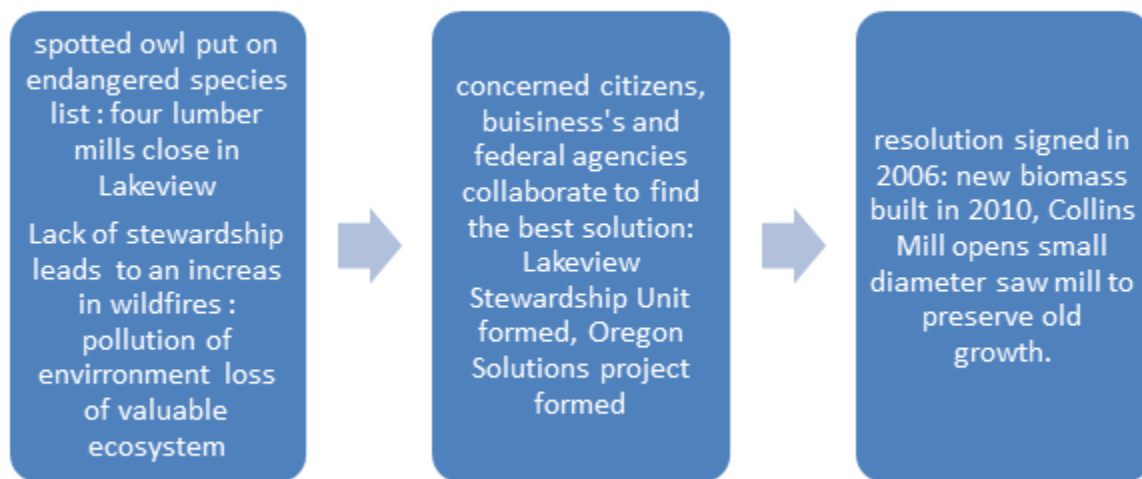 spotted owl put on
endangered species
list : four lumber
mills close in
Lakeview
Lack of stewardship
leads to an increas
in wildfires :
pollution of
envirronment loss
of valuable
ecosystem
concerned citizens,
buisiness's and
federal agencies
collaborate to find
the best solution:
Lakeview
Stewardship Unit
formed, Oregon
Solutions project
formed
resolution signed in
2006: new biomass
built in 2010, Collins
Mill opens small
diameter saw mill to
preserve old
growth.